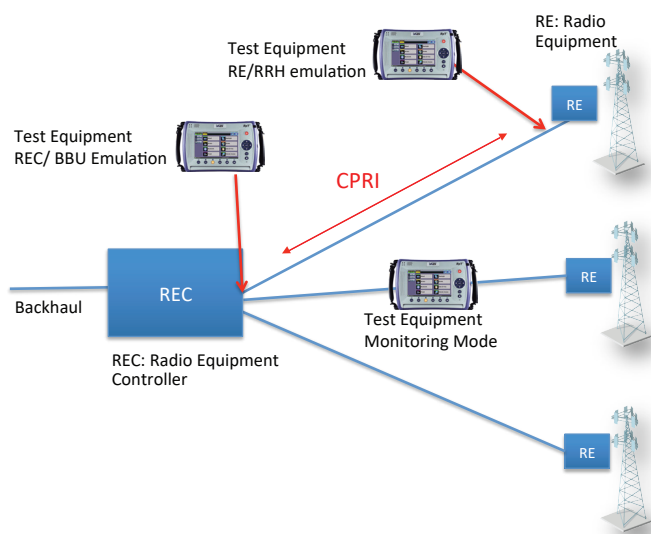 RE: Radio
Equipment
Test Equipment
RE/RRH emulation
RE
Test Equipment
REC/ BBU Emulation
CPRI
REC
RE
Backhaul
Test Equipment
Monitoring Mode
REC: Radio Equipment
Controller
RE